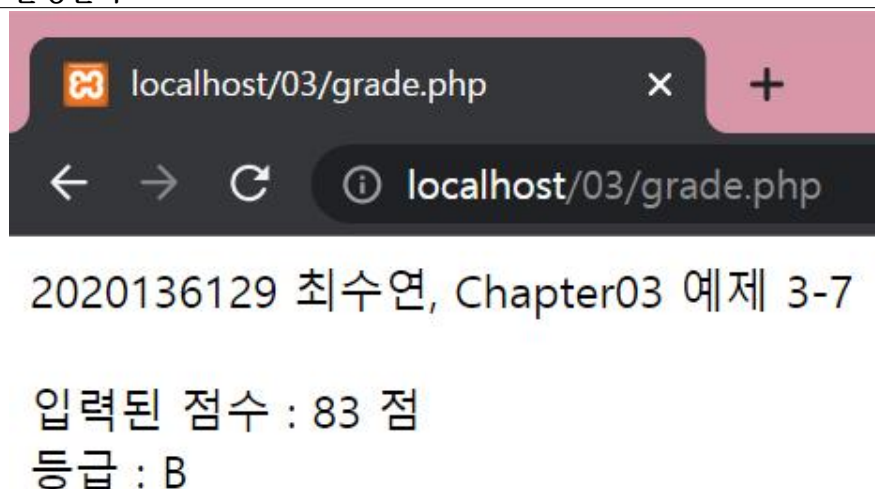 localhost/03/grade.php
localhost/03/grade.php
2020136129 최수연, Chapter03 예제 3-7
입력된 점수 : 83 점
등급 : B